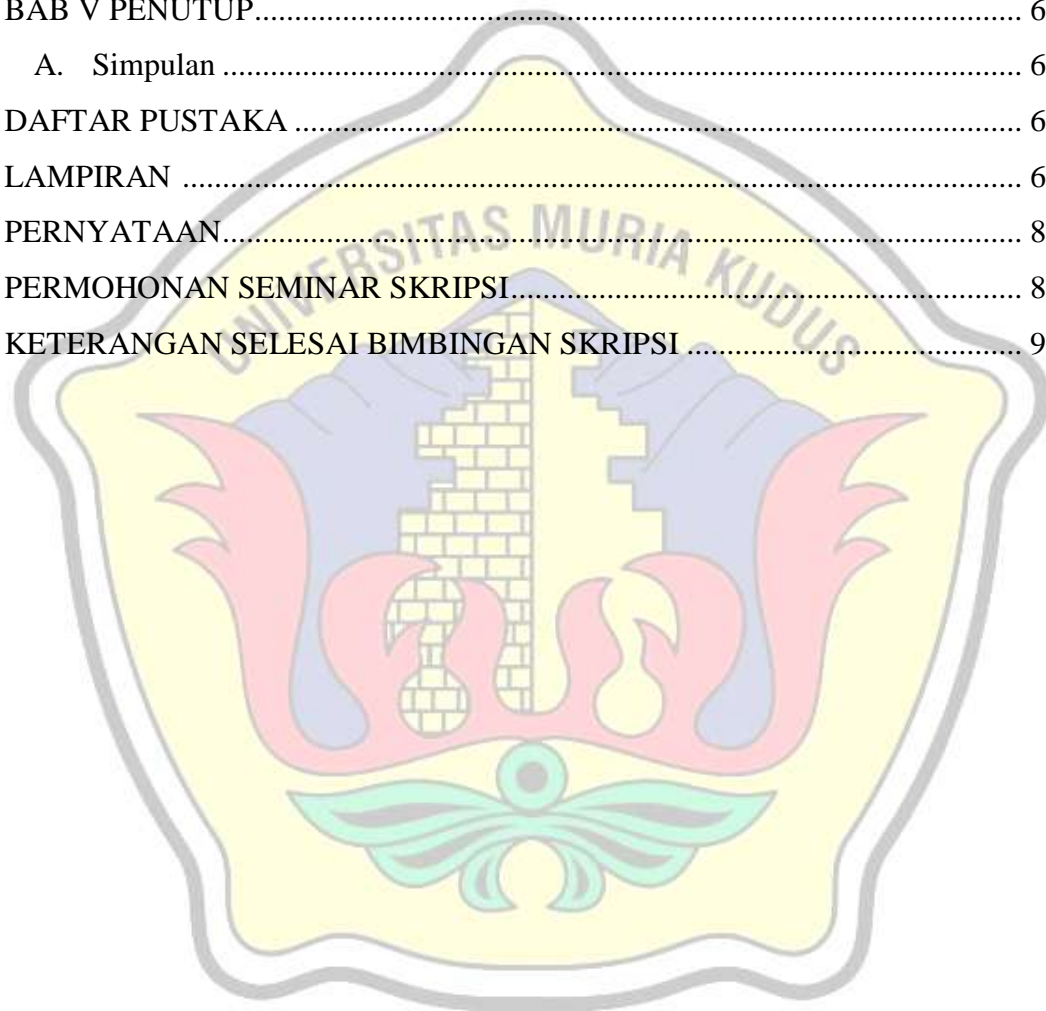 BAB V PENUTUP.................................................................................................. 6
A. Simpulan .................................................................................................... 6
DAFTAR PUSTAKA ........................................................................................... 6
LAMPIRAN ......................................................................................................... 6
PERNYATAAN.................................................................................................... 8
PERMOHONAN SEMINAR SKRIPSI................................................................ 8
KETERANGAN SELESAI BIMBINGAN SKRIPSI .......................................... 9
UNIVERSITAS MURIA KUDUS